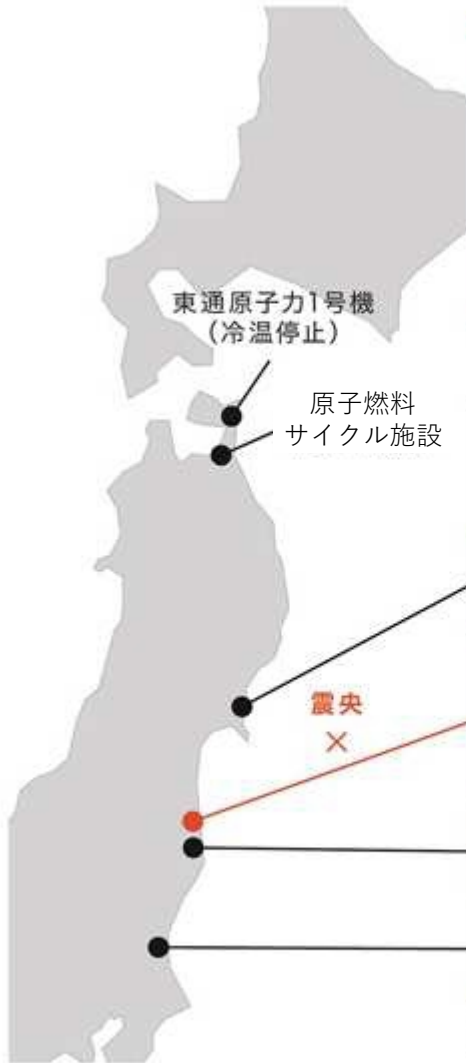 東通原子力1号機
（冷温停止）
原子燃料
サイクル施設
震央
×